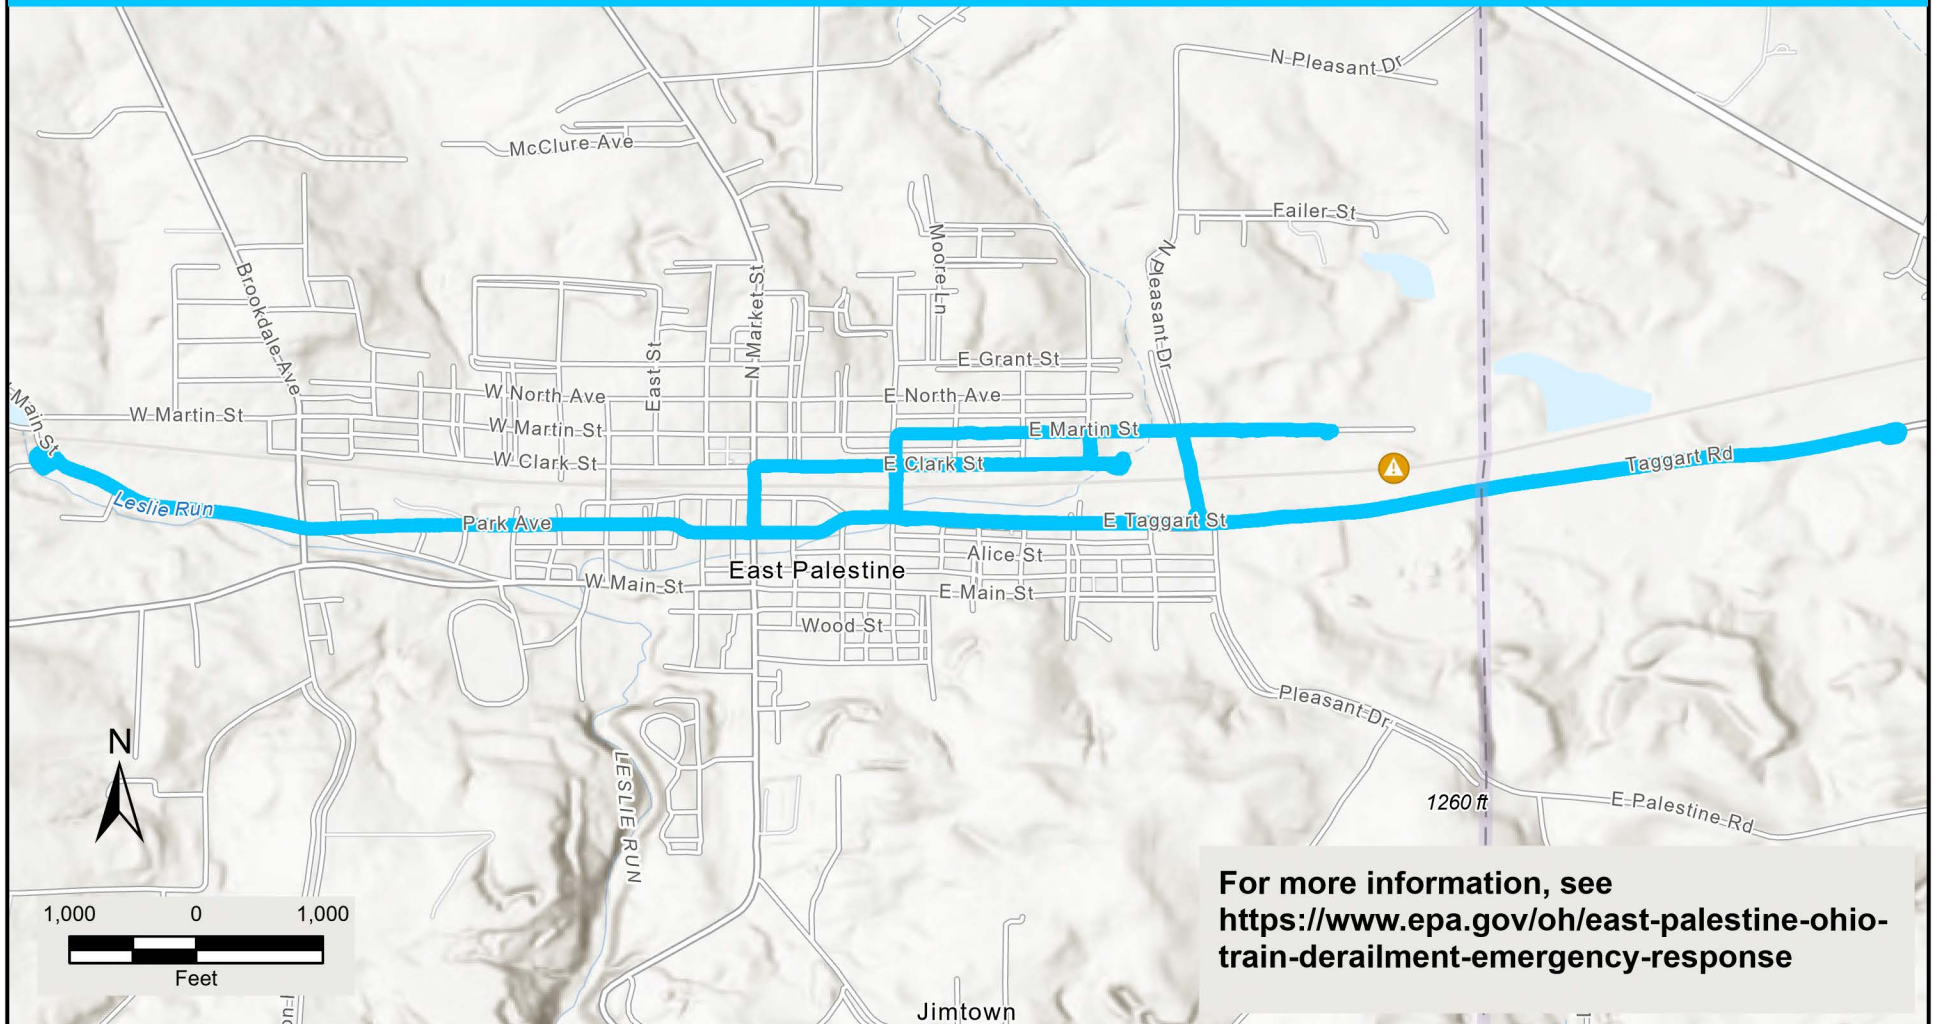 N Pleasant Dr
McClure Ave
Failer St
Moore Ln
N Pleasant Dr
Brookdale Ave
N Market St
East St
E Grant St
W North Ave
E North Ave
Main St
W Martin St
W Martin St
E Martin St
W Clark St
E Clark St
Taggart Rd
Leslie Run
Park Ave
E Taggart St
Alice St
East Palestine
W Main St
E Main St
Wood St
Pleasant Dr
N
LESLIE RUN
1260 ft
E Palestine Rd
For more information, see
https://www.epa.gov/oh/east-palestine-ohio-
train-derailment-emergency-response
1,000 0 1,000
Feet
Jimtown